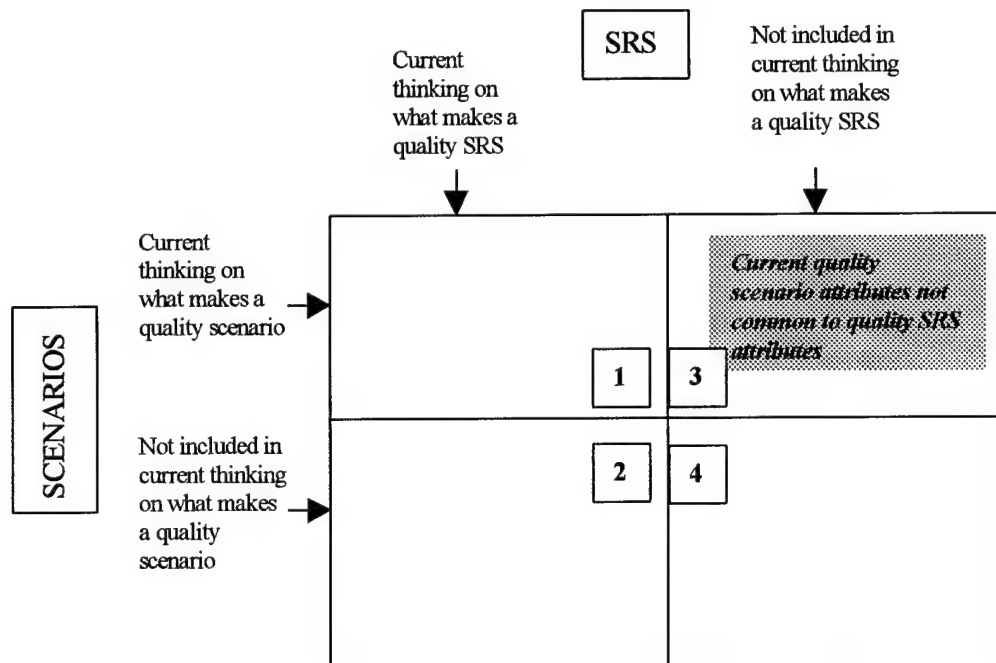 SRS
Current
thinking on
what makes a
quality SRS
Not included in
current thinking
on what makes
a quality SRS
SCENARIOS
Current
thinking on
what makes a
quality scenario
Current quality
scenario attributes not
common to quality SRS
attributes
1
3
Not included in
current thinking
on what makes
a quality
scenario
2
4